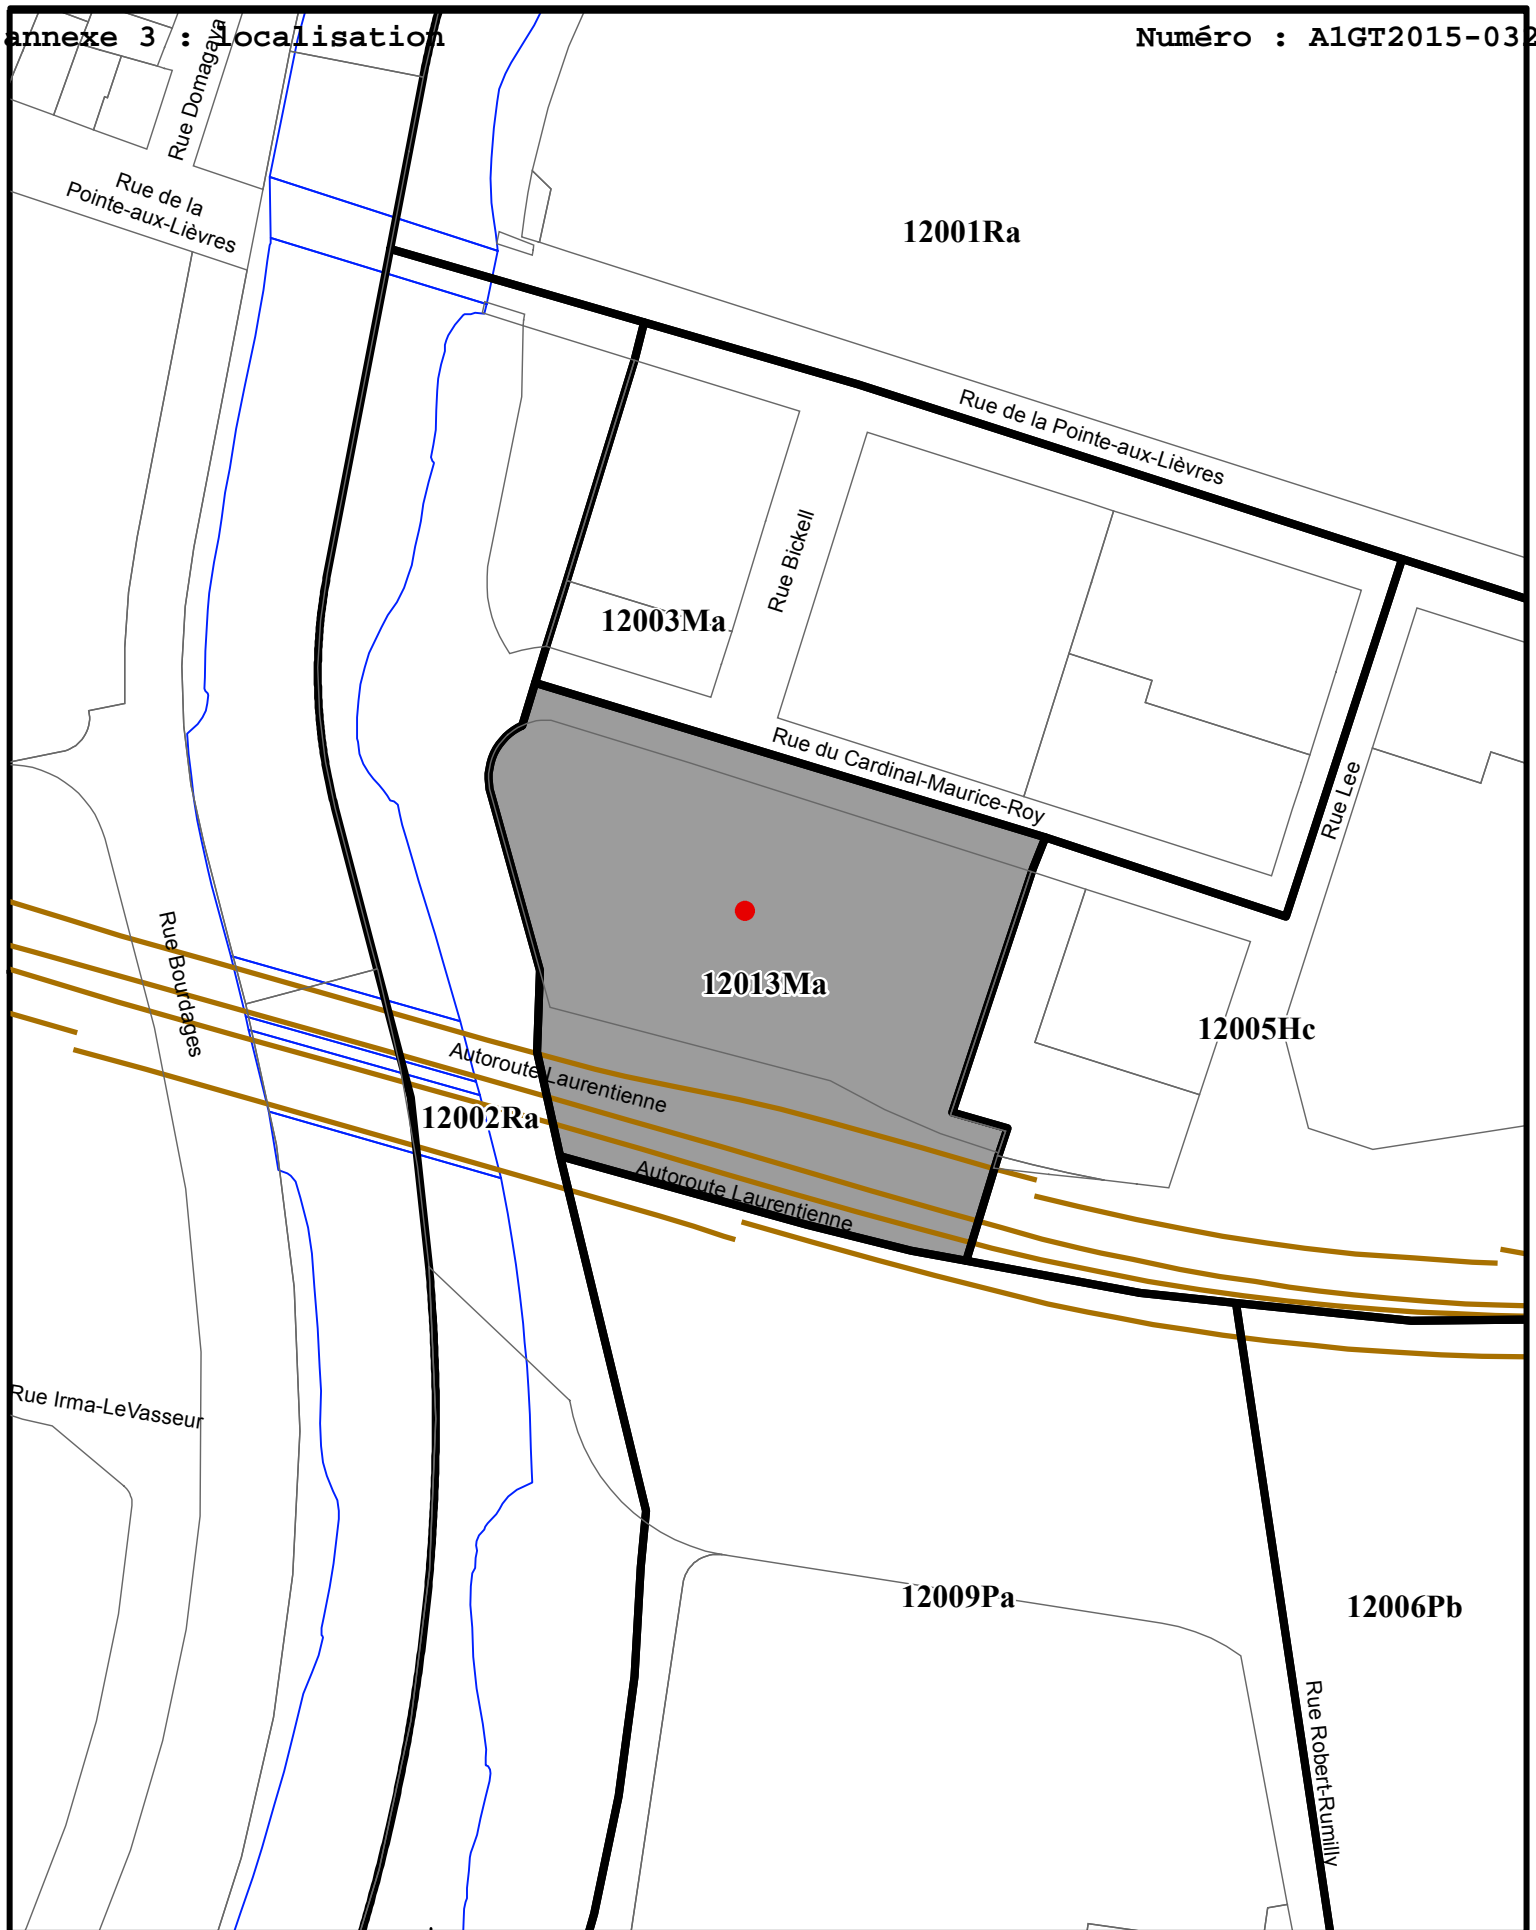 annexe 3 : localisation
Numéro : A1GT2015-032
Rue Domagaya
Rue de la
Pointe-aux-Lièvres
12001Ra
Rue de la Pointe-aux-Lièvres
Rue Bickell
12003Ma
Rue du Cardinal-Maurice-Roy
Rue Lee
Rue Bourdages
12013Ma
12005Hc
Autoroute Laurentienne
12002Ra
Autoroute Laurentienne
Rue Irma-LeVasseur
12009Pa
12006Pb
Rue Robert-Rumilly